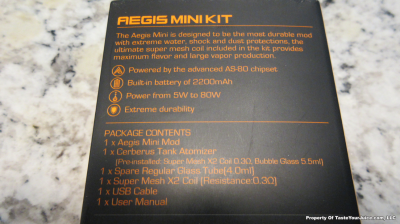 AEGIS MINI KIT
The Aegis Mini is designed to be the most durable mod
with extreme water, shock and dust protections, the
ultimate super mesh coil included in the kit provides
maximum flavor and large vapor production.
Powered by the advanced AS-80 chipset
Built-in battery of 2200mAh
Power from 5W to 80W
Extreme durability
PACKAGE CONTENTS
1 x Aegis Mini Mod
1 x Cerberus Tank Atomizer
(Pre-installed: Super Mesh X2 Coil 0.3Ω, Bubble Glass 5.5ml)
1 x Spare Regular Glass Tube(4.0ml)
1 x Super Mesh X2 Coil (Resistance:0.3Ω)
1 x USB Cable
1 x User Manual
Property Of TasteYourJuice.com, LLC